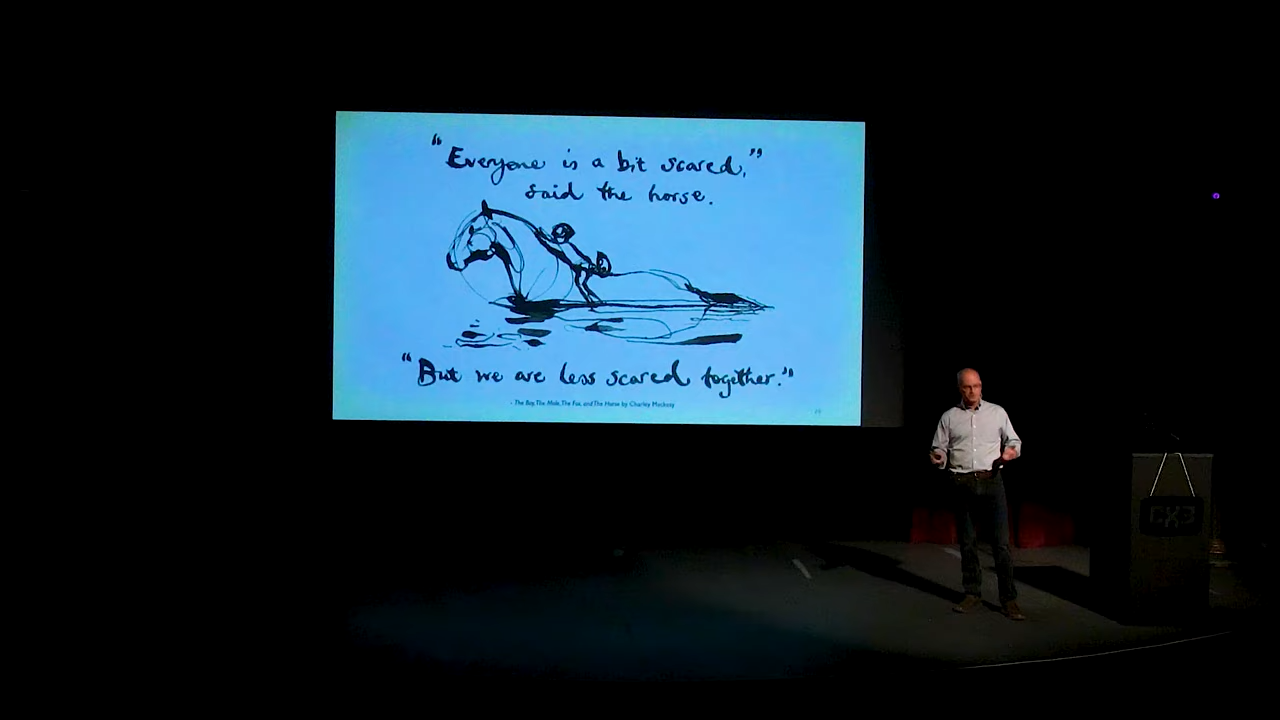 "Everyone is a bit scared,"
said the horse.
"But we are less scared together."
- The Boy, The Mole, The Fox, and The Horse by Charley Mackesy